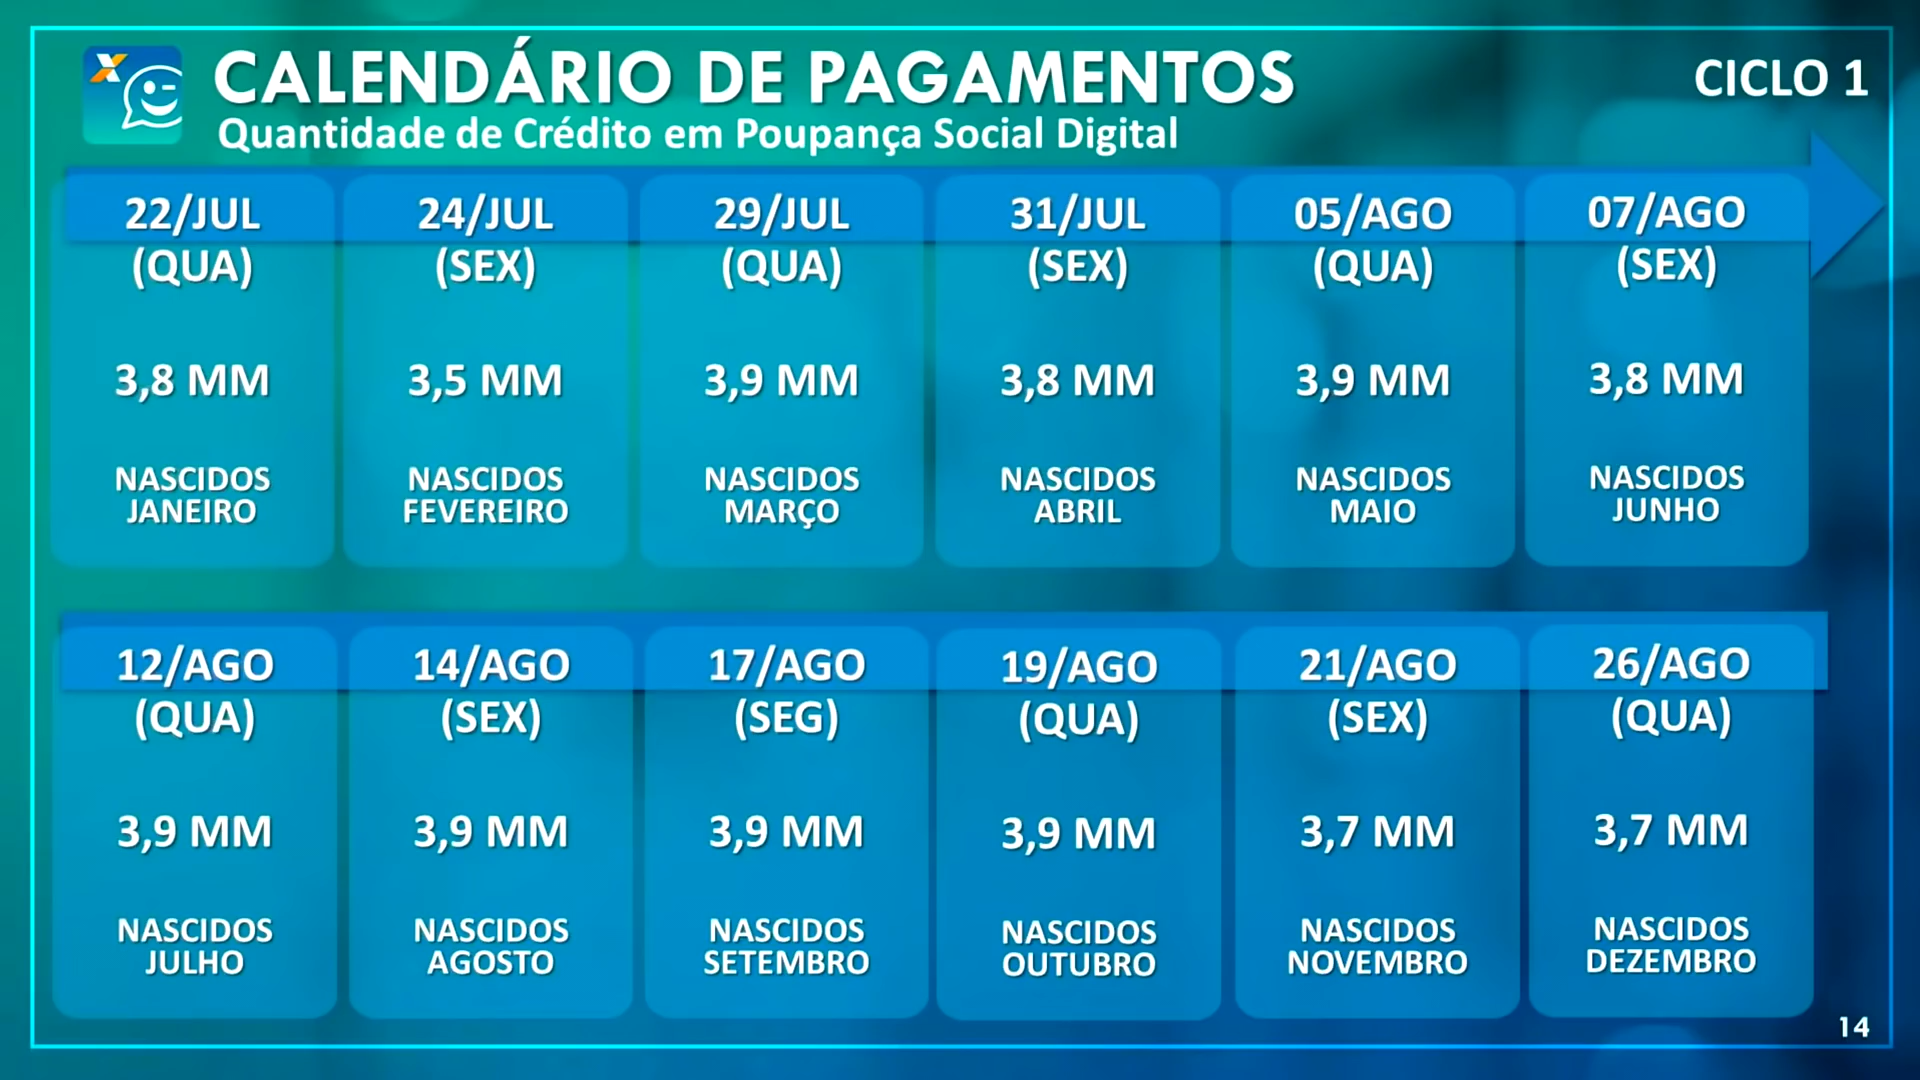 CALENDÁRIO DE PAGAMENTOS
CICLO 1
Quantidade de Crédito em Poupança Social Digital
22/JUL
(QUA)
3,8 MM
NASCIDOS
JANEIRO
24/JUL
(SEX)
3,5 MM
NASCIDOS
FEVEREIRO
29/JUL
(QUA)
3,9 MM
NASCIDOS
MARÇO
31/JUL
(SEX)
3,8 MM
NASCIDOS
ABRIL
05/AGO
(QUA)
3,9 MM
NASCIDOS
MAIO
07/AGO
(SEX)
3,8 MM
NASCIDOS
JUNHO
12/AGO
(QUA)
3,9 MM
NASCIDOS
JULHO
14/AGO
(SEX)
3,9 MM
NASCIDOS
AGOSTO
17/AGO
(SEG)
3,9 MM
NASCIDOS
SETEMBRO
19/AGO
(QUA)
3,9 MM
NASCIDOS
OUTUBRO
21/AGO
(SEX)
3,7 MM
NASCIDOS
NOVEMBRO
26/AGO
(QUA)
3,7 MM
NASCIDOS
DEZEMBRO
14